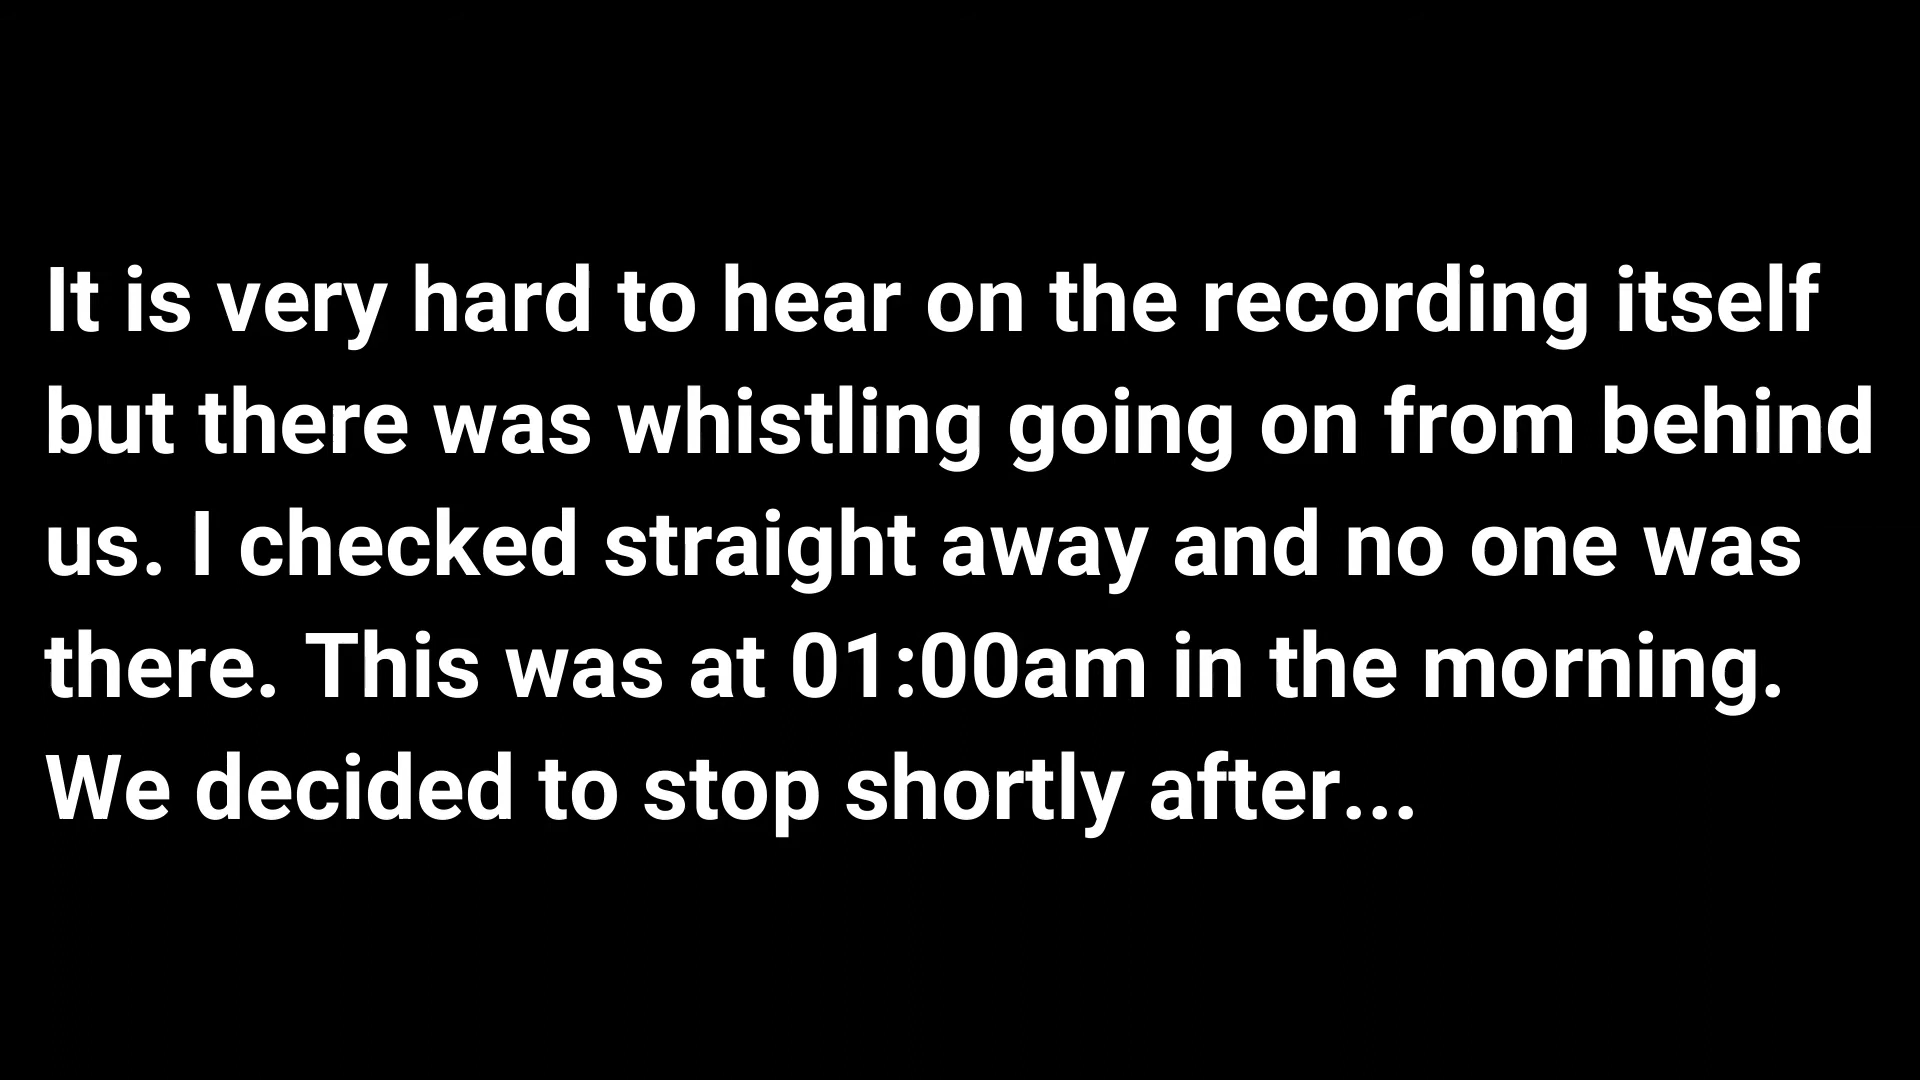 It is very hard to hear on the recording itself
but there was whistling going on from behind
us. I checked straight away and no one was
there. This was at 01:00am in the morning.
We decided to stop shortly after...